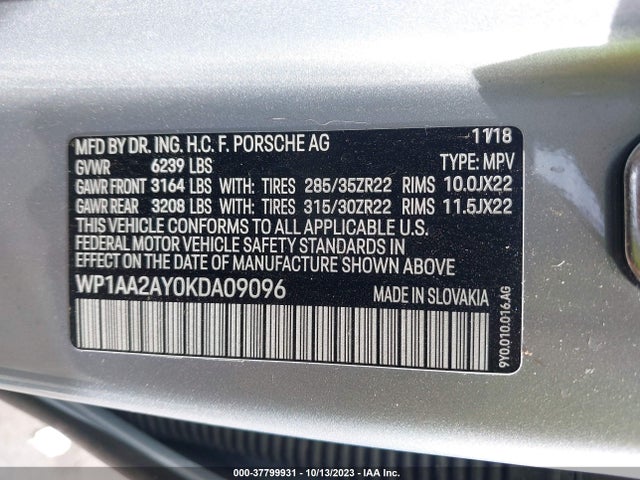 MFD BY DR. ING. H.C. F. PORSCHE AG 11/18
GVWR 6239 LBS TYPE: MPV
GAWR FRONT 3164 LBS WITH: TIRES 285/35ZR22 RIMS 10.0JX22
GAWR REAR 3208 LBS WITH: TIRES 315/30ZR22 RIMS 11.5JX22
THIS VEHICLE CONFORMS TO ALL APPLICABLE U.S.
FEDERAL MOTOR VEHICLE SAFETY STANDARDS IN
EFFECT ON THE DATE OF MANUFACTURE SHOWN ABOVE
WP1AA2AY0KDA09096 MADE IN SLOVAKIA
9Y0.010.016.AG
000-37799931 - 10/13/2023 - IAA Inc.